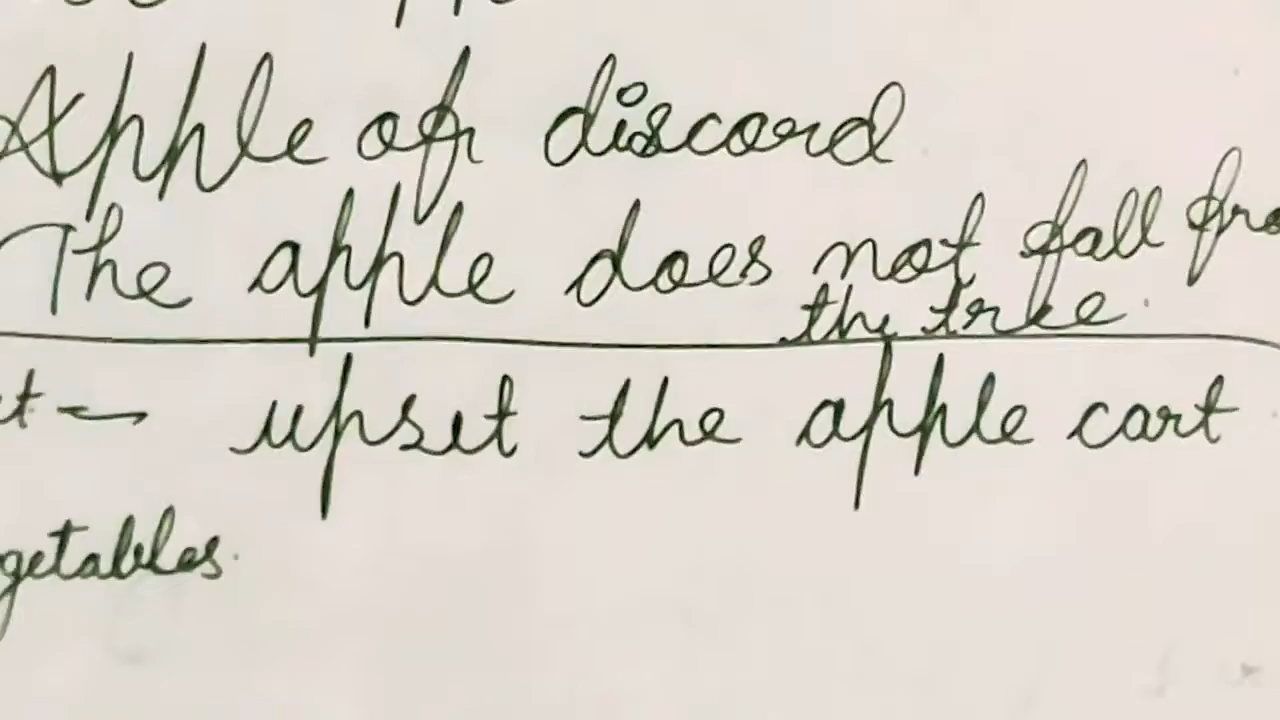 Apple of discord
The apple does not fall fro
the tree.
t - upset the apple cart
getables.